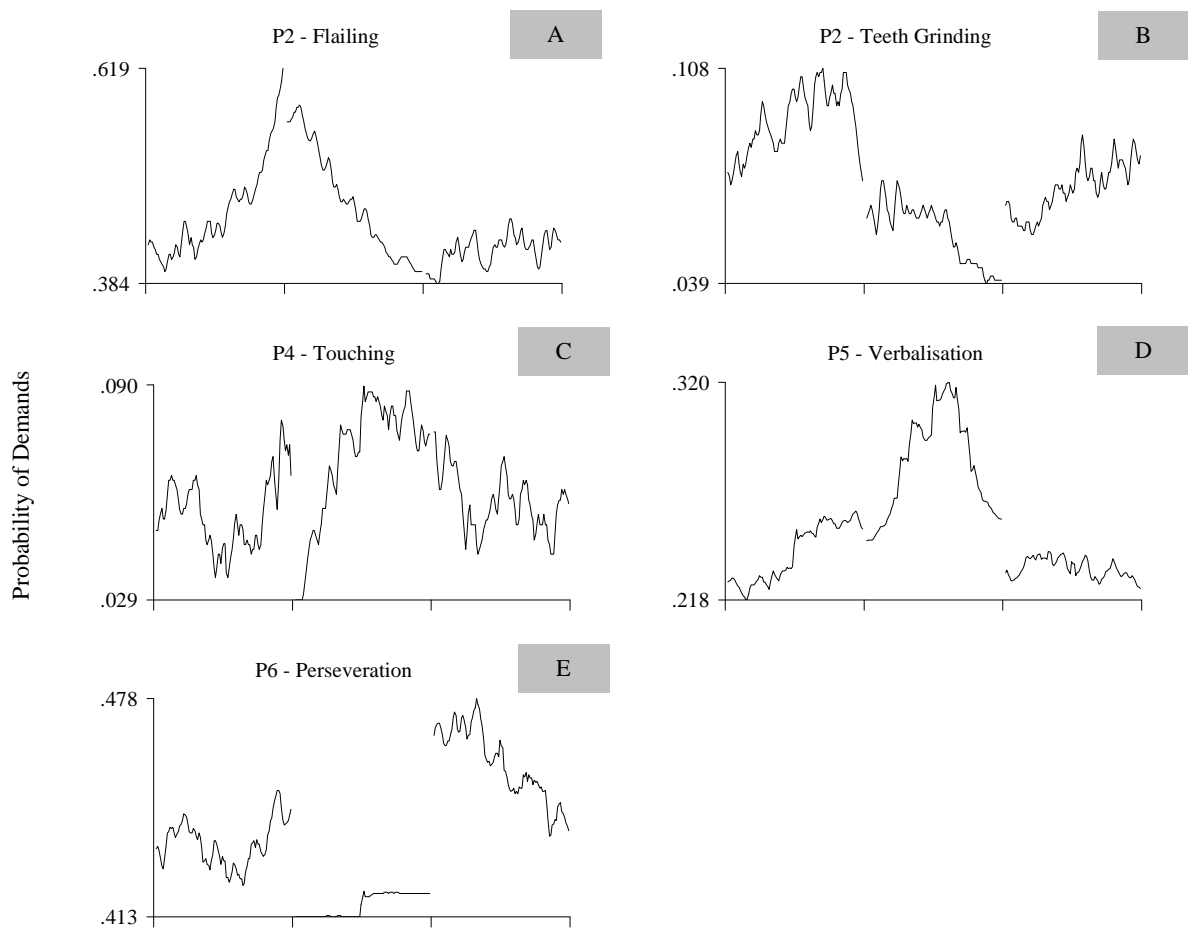 P2 - Flailing
A
.619
.384
P2 - Teeth Grinding
B
.108
.039
Probability of Demands
P4 - Touching
C
.090
.029
P5 - Verbalisation
D
.320
.218
P6 - Perseveration
E
.478
.413